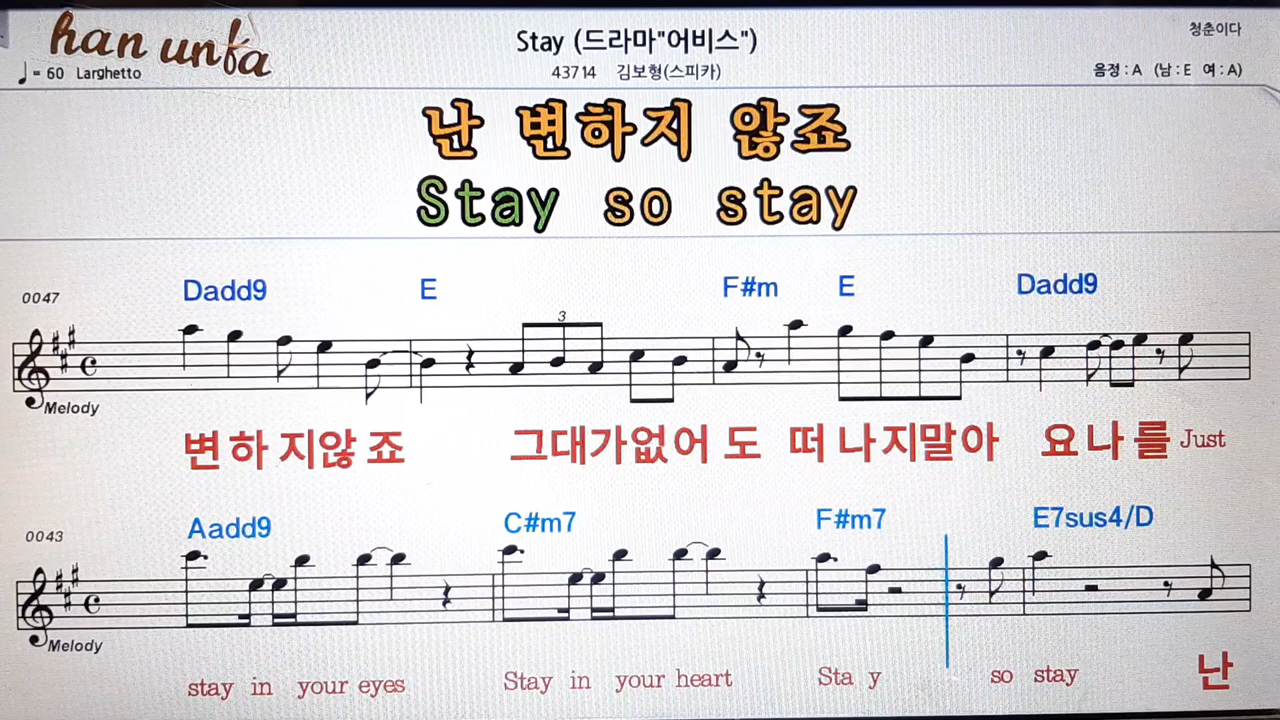 han unba
♩= 60 Larghetto
Stay (드라마"어비스")
43714 김보형(스피카)
청춘이다
음정 : A (남 : E 여 : A)
난 변하지 않죠
Stay so stay
0047
Dadd9 E F#m E Dadd9
3
Melody
변 하 지않 죠 그대가없어 도 떠 나지말아 요 나 를 Just
0043
Aadd9 C#m7 F#m7 E7sus4/D
Melody
stay in your eyes Stay in your heart Sta y so stay 난